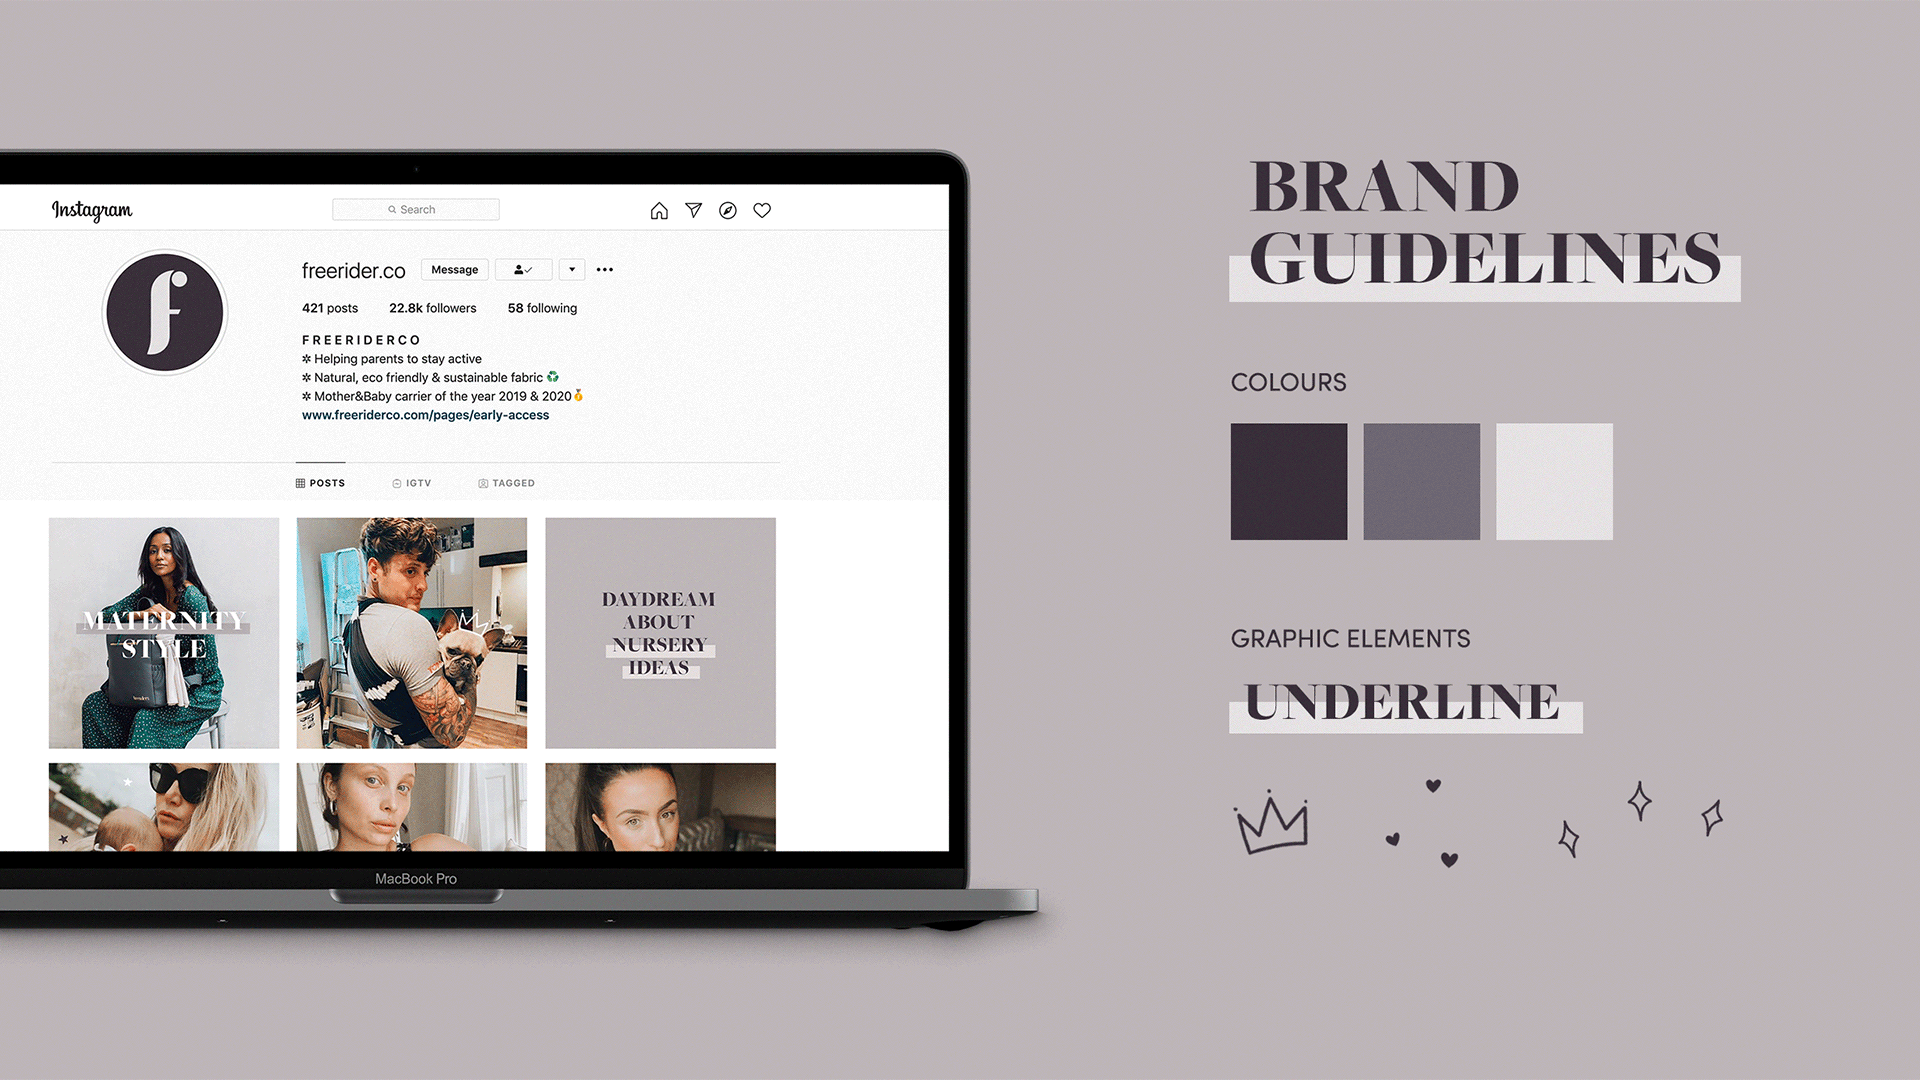 Instagram
Search
freerider.co
Message
421 posts 22.8k followers 58 following
F R E E R I D E R C O
✲ Helping parents to stay active
✲ Natural, eco friendly & sustainable fabric ♻️
✲ Mother&Baby carrier of the year 2019 & 2020🥇
www.freeriderco.com/pages/early-access
POSTS IGTV TAGGED
MATERNITY
STYLE
DAYDREAM
ABOUT
NURSERY
IDEAS
MacBook Pro
f
BRAND
GUIDELINES
COLOURS
GRAPHIC ELEMENTS
UNDERLINE